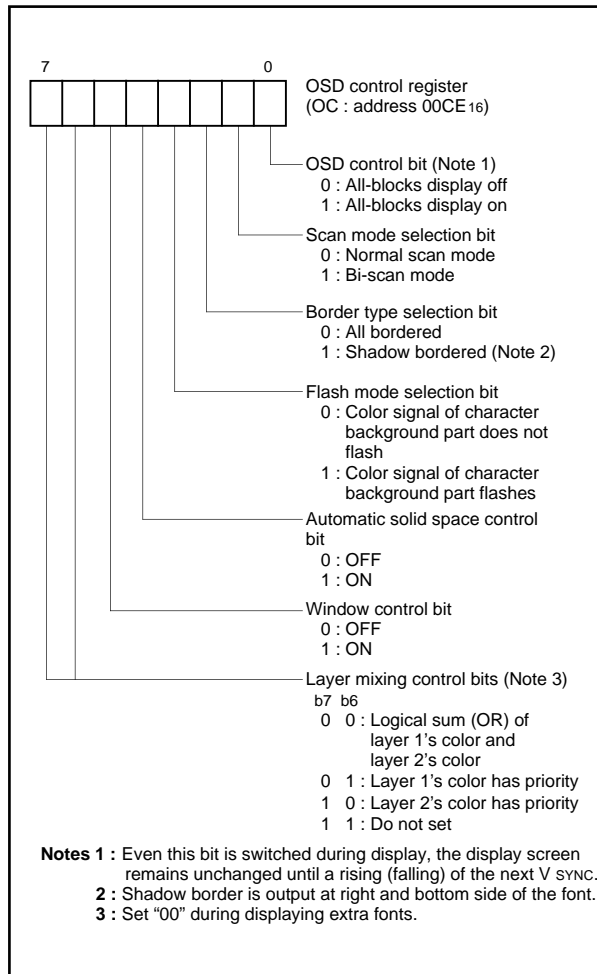 7 0
OSD control register
(OC : address 00CE16)
OSD control bit (Note 1)
0 : All-blocks display off
1 : All-blocks display on
Scan mode selection bit
0 : Normal scan mode
1 : Bi-scan mode
Border type selection bit
0 : All bordered
1 : Shadow bordered (Note 2)
Flash mode selection bit
0 : Color signal of character
background part does not
flash
1 : Color signal of character
background part flashes
Automatic solid space control
bit
0 : OFF
1 : ON
Window control bit
0 : OFF
1 : ON
Layer mixing control bits (Note 3)
b7 b6
0 0 : Logical sum (OR) of
layer 1's color and
layer 2's color
0 1 : Layer 1's color has priority
1 0 : Layer 2's color has priority
1 1 : Do not set
Notes 1 : Even this bit is switched during display, the display screen
remains unchanged until a rising (falling) of the next V SYNC.
2 : Shadow border is output at right and bottom side of the font.
3 : Set “00” during displaying extra fonts.